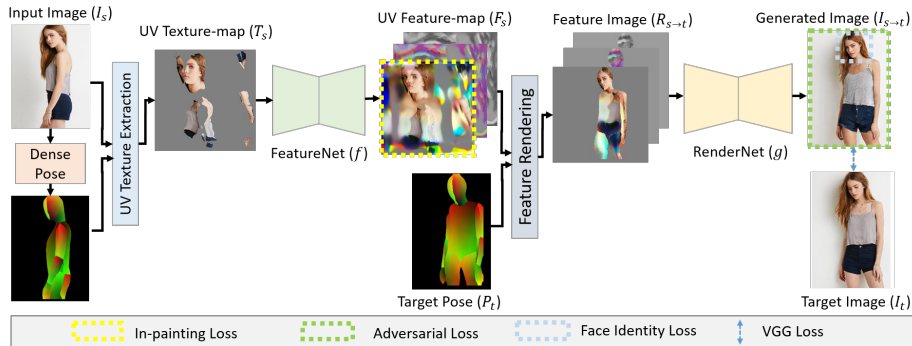 Input Image (I_s)
UV Texture-map (T_s)
UV Feature-map (F_s)
Feature Image (R_{s→t})
Generated Image (I_{s→t})
Dense
Pose
UV Texture Extraction
FeatureNet (f)
Feature Rendering
RenderNet (g)
Target Pose (P_t)
Target Image (I_t)
In-painting Loss
Adversarial Loss
Face Identity Loss
VGG Loss